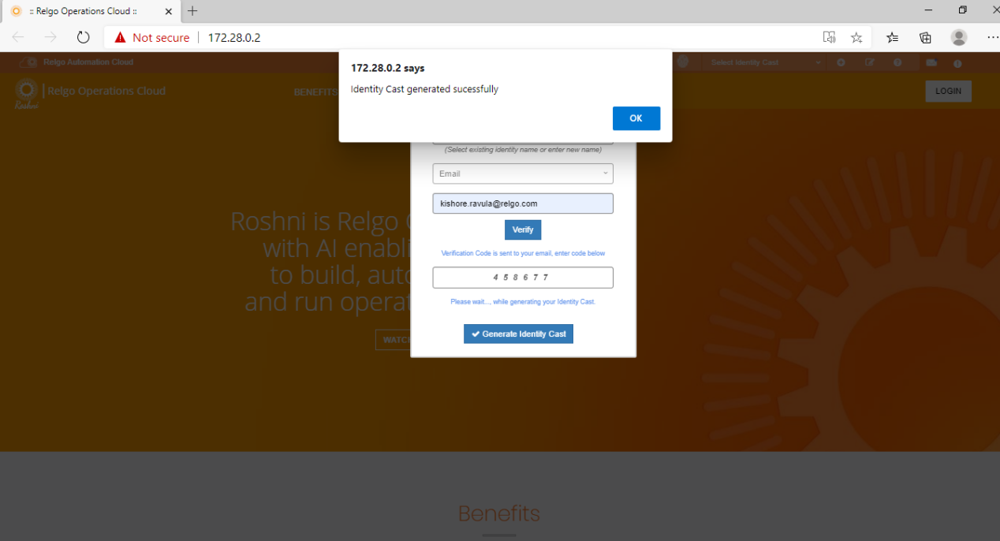 :: Relgo Operations Cloud ::
Not secure
172.28.0.2
Relgo Automation Cloud
Select Identity Cast
172.28.0.2 says
Identity Cast generated sucessfully
OK
Roshni
Relgo Operations Cloud
BENEFITS
LOGIN
(Select existing identity name or enter new name)
Email
kishore.ravula@relgo.com
Verify
Verification Code is sent to your email, enter code below
4 5 8 6 7 7
Please wait..., while generating your Identity Cast.
Generate Identity Cast
Roshni is Relgo
with AI
to build,
and run
Benefits